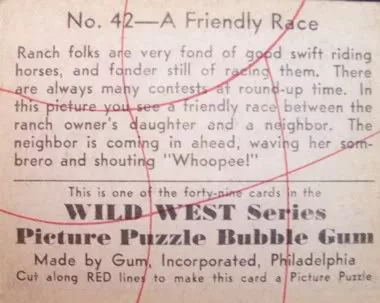 No. 42—A Friendly Race
Ranch folks are very fond of good swift riding
horses, and fonder still of racing them. There
are always many contests at round-up time. In
this picture you see a friendly race between the
ranch owner's daughter and a neighbor. The
neighbor is coming in ahead, waving her som-
brero and shouting "Whoopee!"
This is one of the forty-nine cards in the
WILD WEST Series
Picture Puzzle Bubble Gum
Made by Gum, Incorporated, Philadelphia
Cut along RED lines to make this card a Picture Puzzle